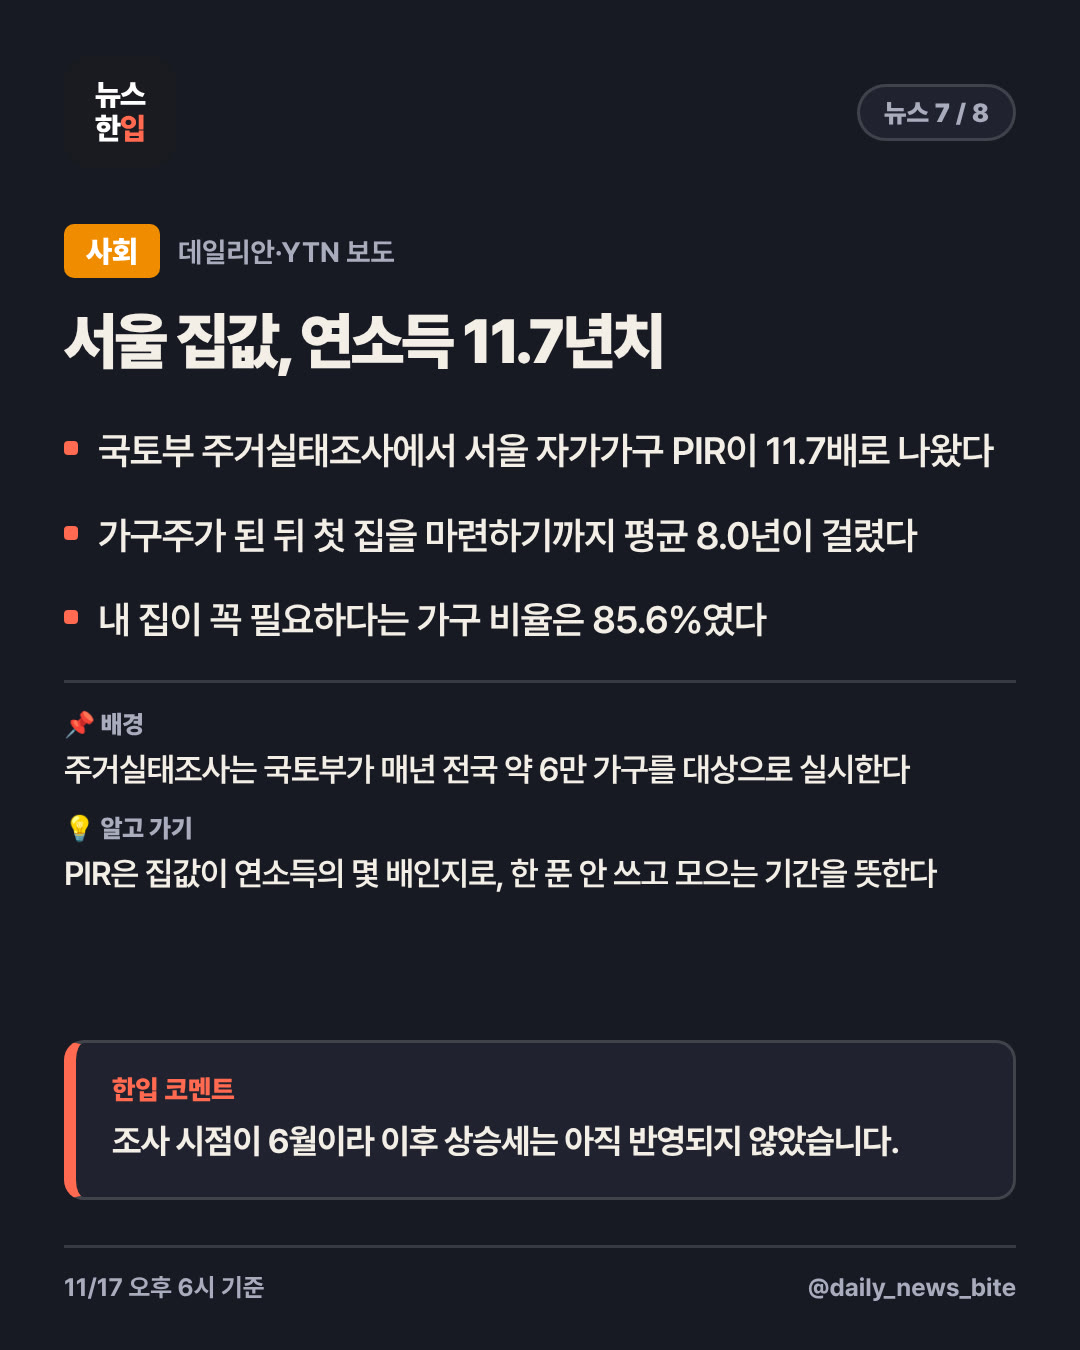 뉴스
한입
뉴스 7 / 8
사회
데일리안·YTN 보도
서울 집값, 연소득 11.7년치
국토부 주거실태조사에서 서울 자가가구 PIR이 11.7배로 나왔다
가구주가 된 뒤 첫 집을 마련하기까지 평균 8.0년이 걸렸다
내 집이 꼭 필요하다는 가구 비율은 85.6%였다
📌 배경
주거실태조사는 국토부가 매년 전국 약 6만 가구를 대상으로 실시한다
💡 알고 가기
PIR은 집값이 연소득의 몇 배인지로, 한 푼 안 쓰고 모으는 기간을 뜻한다
한입 코멘트
조사 시점이 6월이라 이후 상승세는 아직 반영되지 않았습니다.
11/17 오후 6시 기준
@daily_news_bite